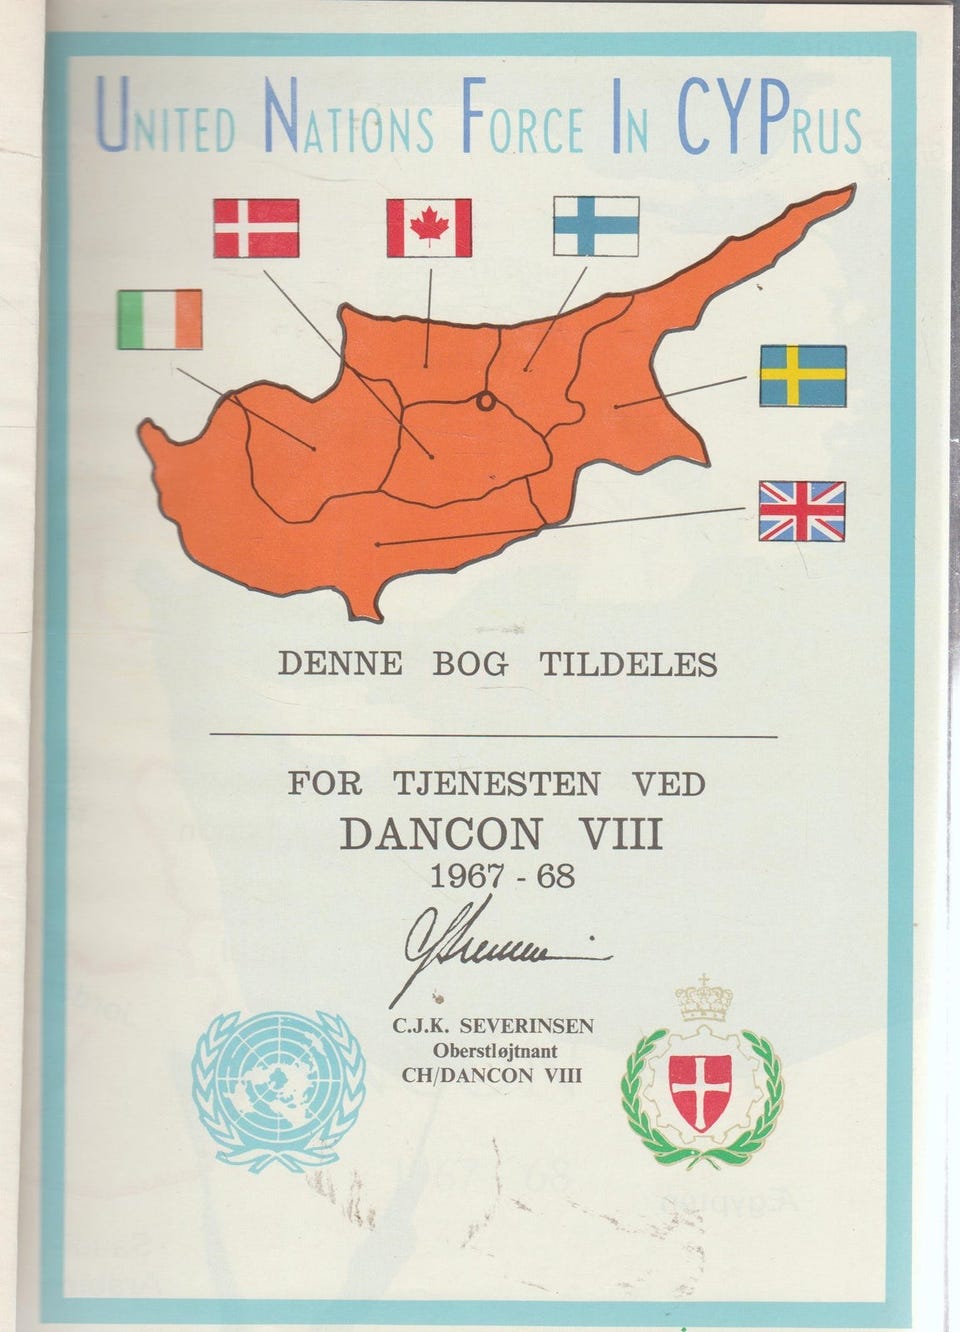 UNITED NATIONS FORCE IN CYPRUS
DENNE BOG TILDELES
FOR TJENESTEN VED
DANCON VIII
1967 - 68
C.J.K. SEVERINSEN
Oberstløjtnant
CH/DANCON VIII